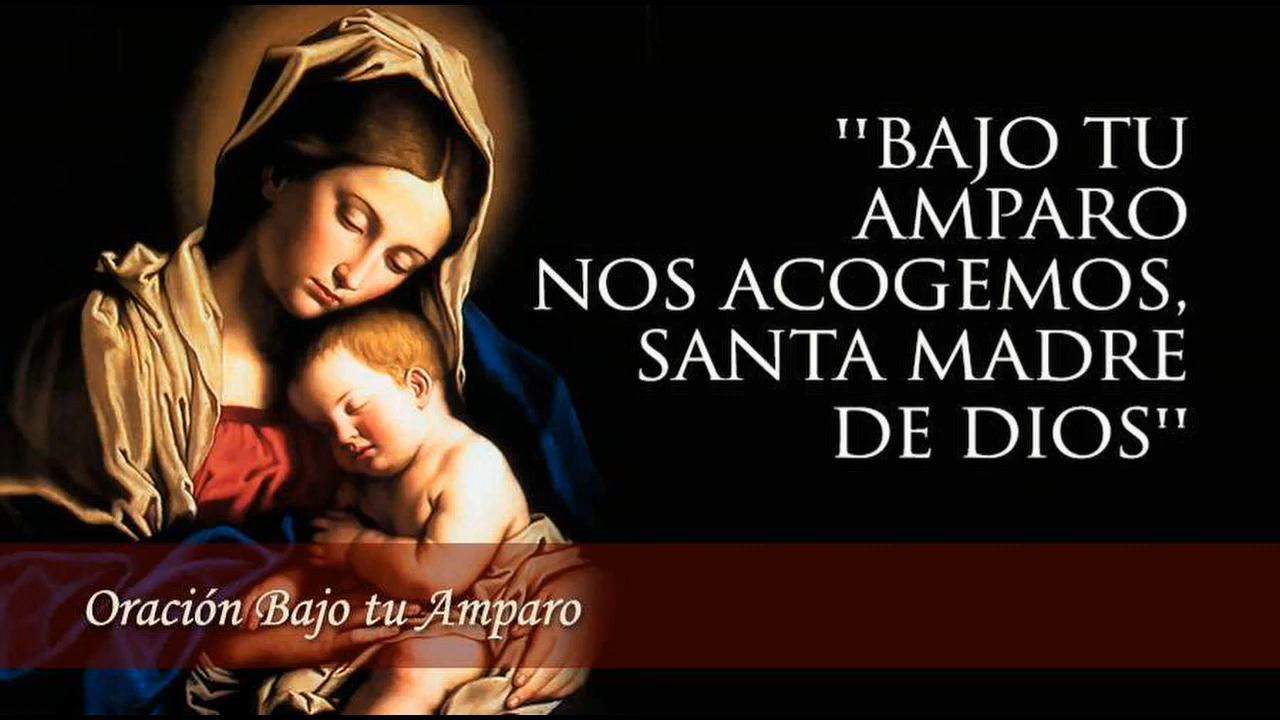 "BAJO TU
AMPARO
NOS ACOGEMOS,
SANTA MADRE
DE DIOS"
Oración Bajo tu Amparo